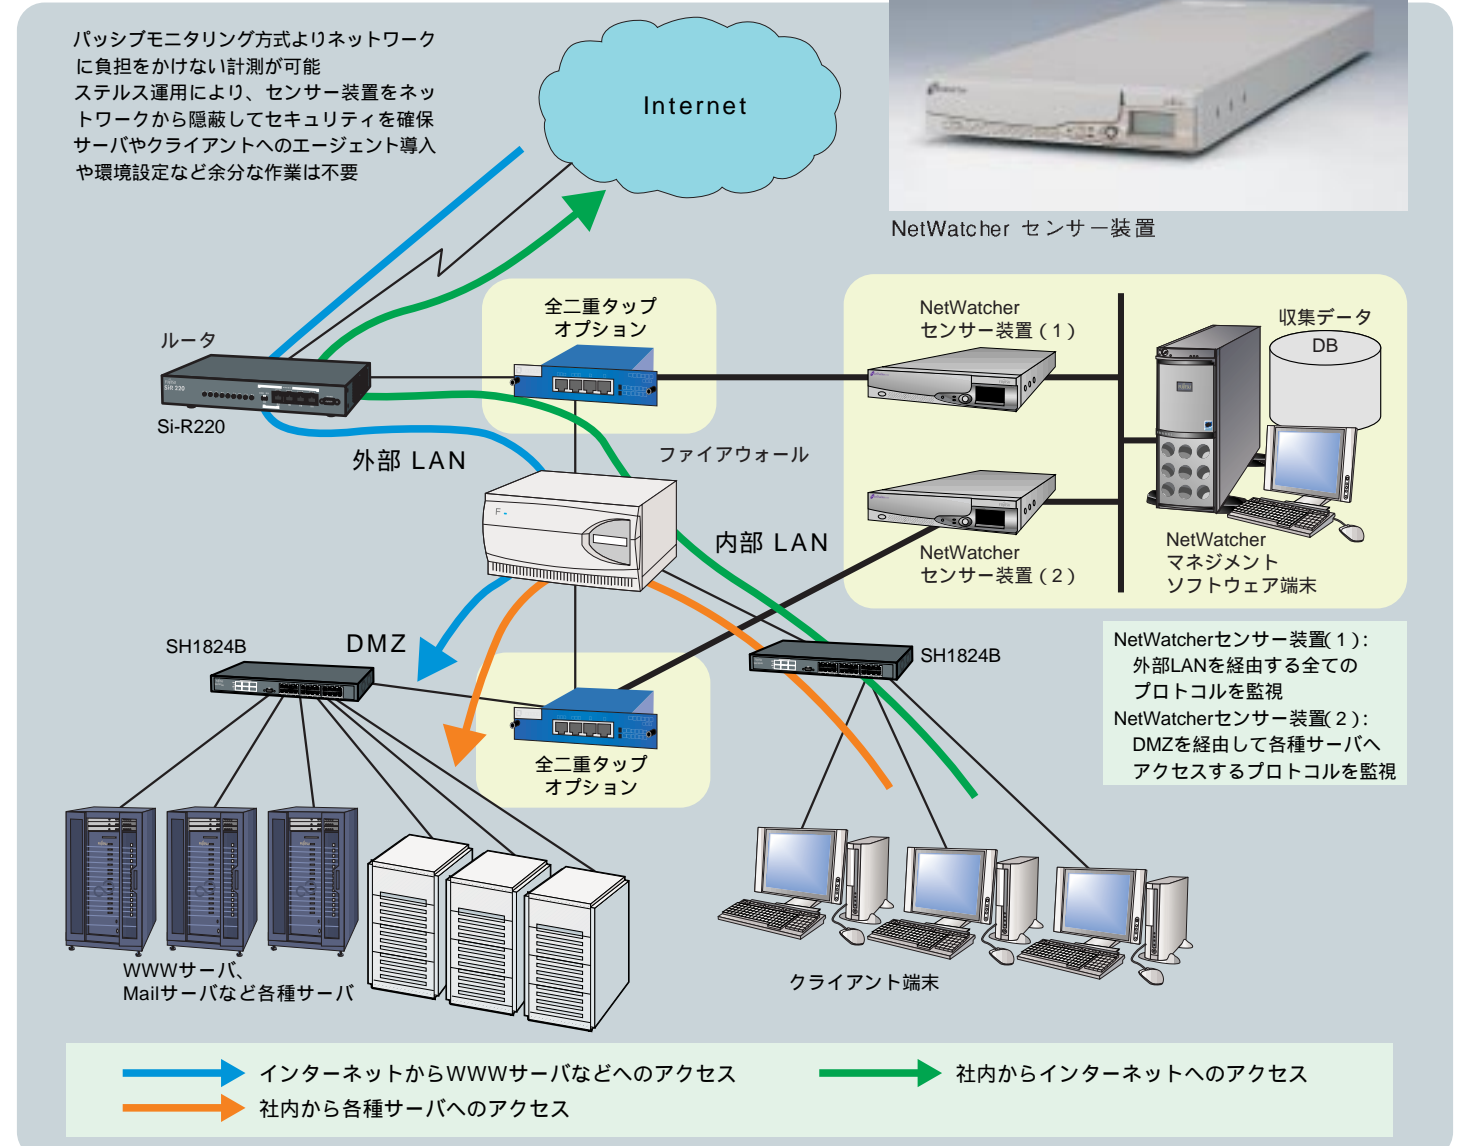 パッシブモニタリング方式よりネットワーク
に負担をかけない計測が可能
ステルス運用により、センサー装置をネッ
トワークから隠蔽してセキュリティを確保
サーバやクライアントへのエージェント導入
や環境設定など余分な作業は不要
Internet
NetWatcher センサー装置
全二重タップ
オプション
NetWatcher
センサー装置(1)
収集データ
DB
ルータ
Si-R220
外部 LAN
ファイアウォール
内部 LAN
NetWatcher
センサー装置(2)
NetWatcher
マネジメント
ソフトウェア端末
SH1824B
DMZ
SH1824B
全二重タップ
オプション
NetWatcherセンサー装置(1):
外部LANを経由する全ての
プロトコルを監視
NetWatcherセンサー装置(2):
DMZを経由して各種サーバへ
アクセスするプロトコルを監視
WWWサーバ、
Mailサーバなど各種サーバ
クライアント端末
インターネットからWWWサーバなどへのアクセス
社内からインターネットへのアクセス
社内から各種サーバへのアクセス